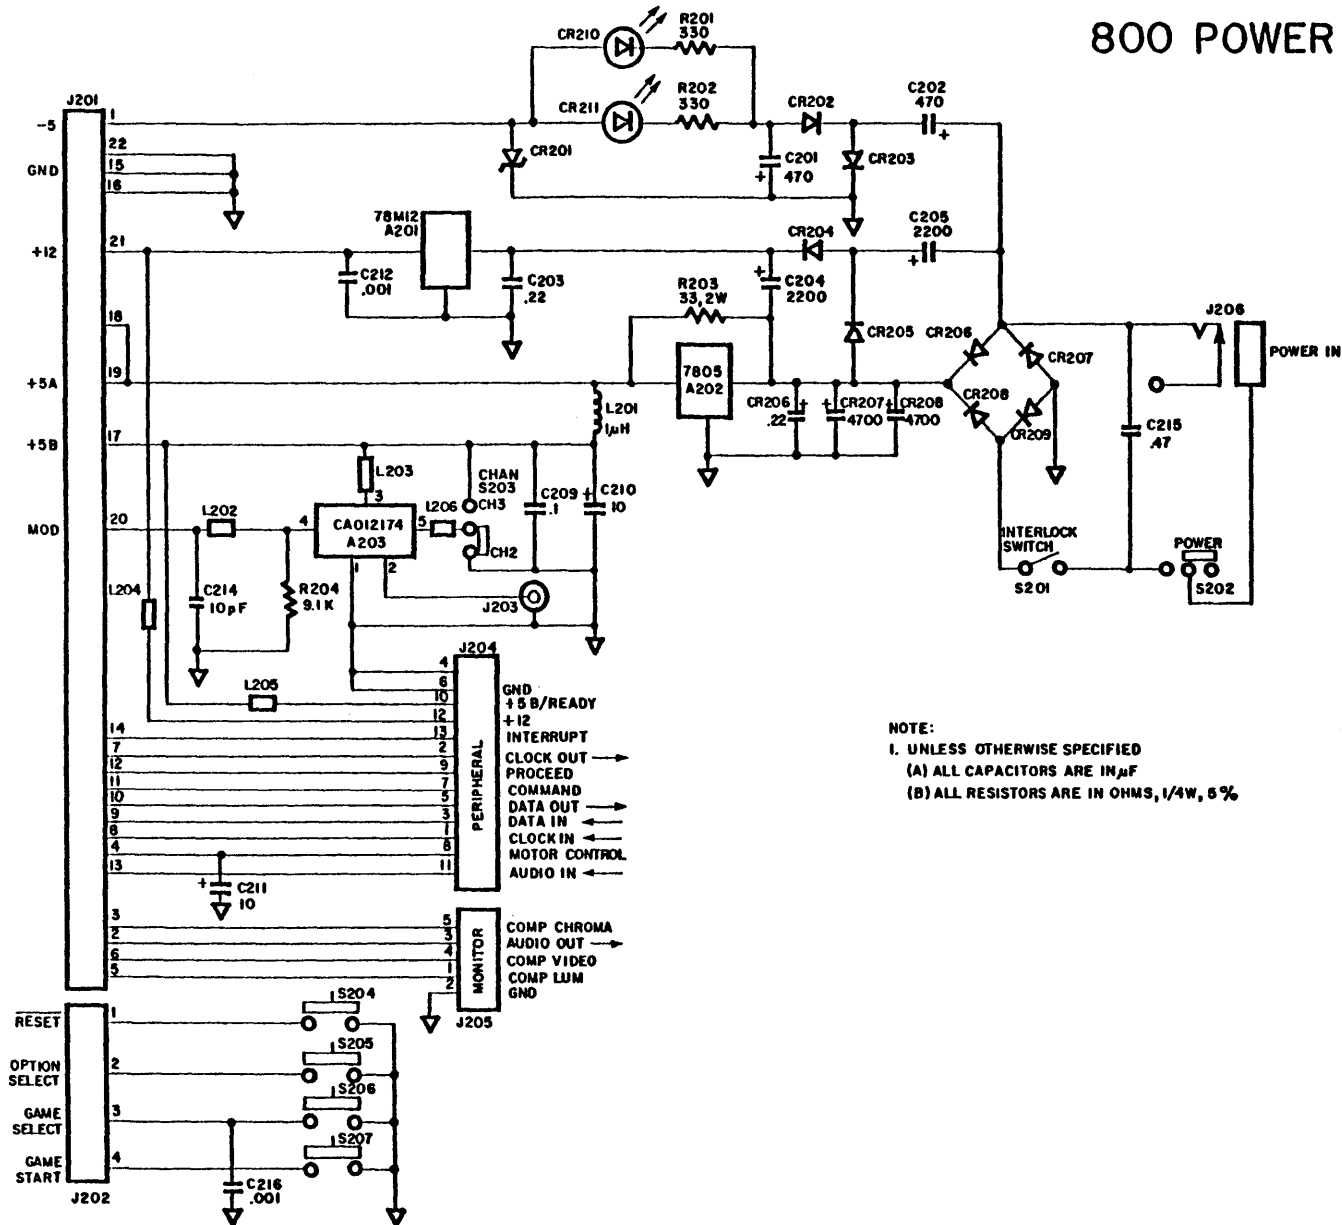 800 POWER
CR210
R201
330
CR211
R202
330
J201
-5
1
22
GND
15
16
CR201
CR202
C202
470
+
C201
+
470
CR203
+12
21
78M12
A201
C212
.001
C203
.22
CR204
C205
2200
+
+
C204
2200
R203
33,2W
CR205
18
+5A
19
7805
A202
CR206
.22
+
CR207
4700
+
CR208
4700
+
CR206
CR207
CR208
CR209
J206
POWER IN
C215
.47
L201
1µH
+5B
17
L203
3
CHAN
S203
CH3
CH2
C209
.1
+
C210
10
MOD
20
L202
4
CA012174
A203
5
L206
1
2
J203
C214
10pF
R204
9.1K
L204
L205
INTERLOCK
SWITCH
S201
POWER
S202
J204
PERIPHERAL
4
6
GND
10
+5B/READY
12
+12
14
13
INTERRUPT
7
2
CLOCK OUT
12
9
PROCEED
11
7
COMMAND
10
5
DATA OUT
9
3
DATA IN
8
1
CLOCK IN
4
8
MOTOR CONTROL
13
11
AUDIO IN
+
C211
10
NOTE:
1. UNLESS OTHERWISE SPECIFIED
(A) ALL CAPACITORS ARE IN µF
(B) ALL RESISTORS ARE IN OHMS, 1/4W, 5%
3
5
COMP CHROMA
2
3
AUDIO OUT
6
4
COMP VIDEO
5
1
COMP LUM
2
GND
MONITOR
J205
RESET
1
S204
OPTION
SELECT
2
S205
GAME
SELECT
3
S206
GAME
START
4
S207
J202
C216
.001